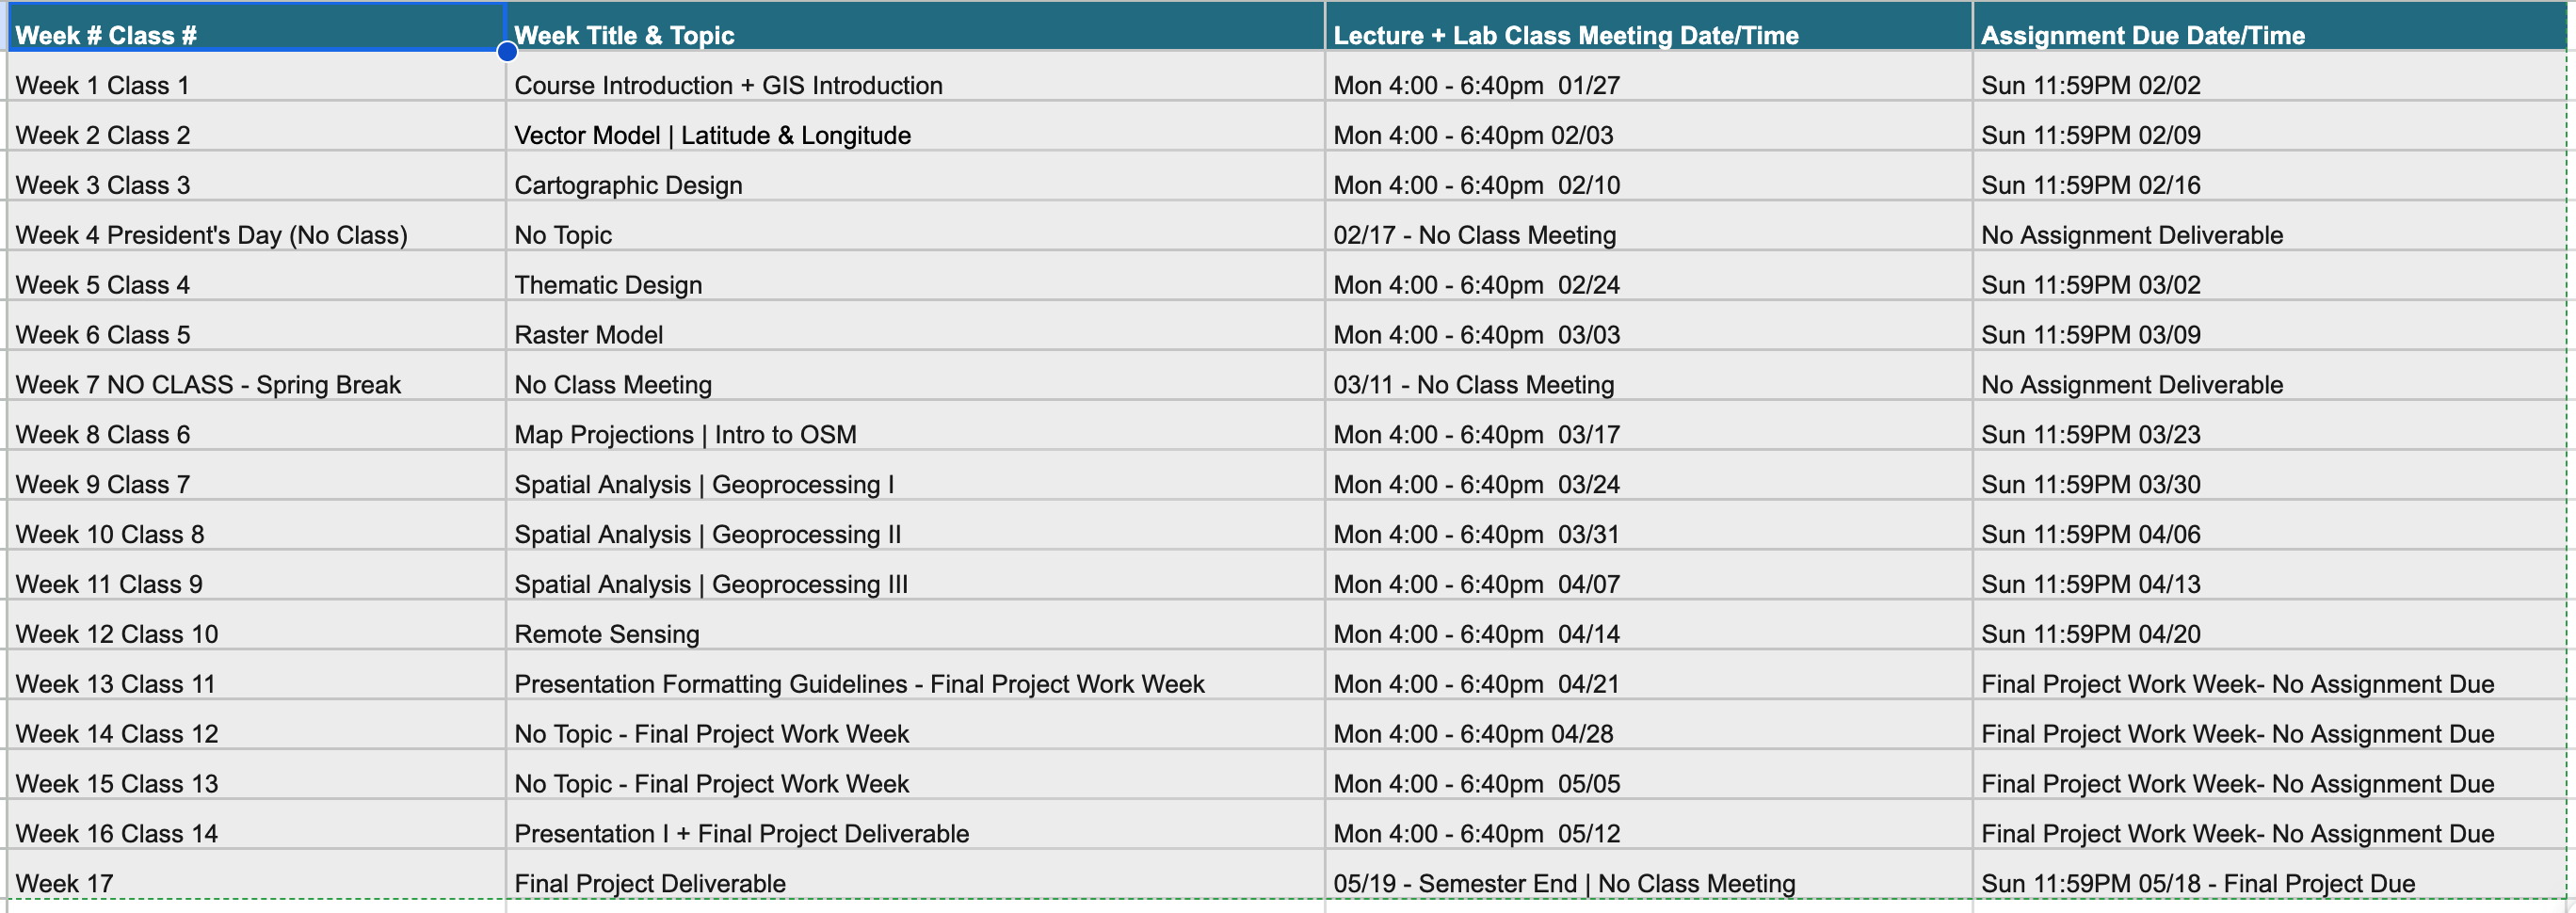 Week # Class # Week Title & Topic Lecture + Lab Class Meeting Date/Time Assignment Due Date/Time
Week 1 Class 1 Course Introduction + GIS Introduction Mon 4:00 - 6:40pm  01/27 Sun 11:59PM 02/02
Week 2 Class 2 Vector Model | Latitude & Longitude Mon 4:00 - 6:40pm 02/03 Sun 11:59PM 02/09
Week 3 Class 3 Cartographic Design Mon 4:00 - 6:40pm  02/10 Sun 11:59PM 02/16
Week 4 President's Day (No Class) No Topic 02/17 - No Class Meeting No Assignment Deliverable
Week 5 Class 4 Thematic Design Mon 4:00 - 6:40pm  02/24 Sun 11:59PM 03/02
Week 6 Class 5 Raster Model Mon 4:00 - 6:40pm  03/03 Sun 11:59PM 03/09
Week 7 NO CLASS - Spring Break No Class Meeting 03/11 - No Class Meeting No Assignment Deliverable
Week 8 Class 6 Map Projections | Intro to OSM Mon 4:00 - 6:40pm  03/17 Sun 11:59PM 03/23
Week 9 Class 7 Spatial Analysis | Geoprocessing I Mon 4:00 - 6:40pm  03/24 Sun 11:59PM 03/30
Week 10 Class 8 Spatial Analysis | Geoprocessing II Mon 4:00 - 6:40pm  03/31 Sun 11:59PM 04/06
Week 11 Class 9 Spatial Analysis | Geoprocessing III Mon 4:00 - 6:40pm  04/07 Sun 11:59PM 04/13
Week 12 Class 10 Remote Sensing Mon 4:00 - 6:40pm  04/14 Sun 11:59PM 04/20
Week 13 Class 11 Presentation Formatting Guidelines - Final Project Work Week Mon 4:00 - 6:40pm  04/21 Final Project Work Week- No Assignment Due
Week 14 Class 12 No Topic - Final Project Work Week Mon 4:00 - 6:40pm 04/28 Final Project Work Week- No Assignment Due
Week 15 Class 13 No Topic - Final Project Work Week Mon 4:00 - 6:40pm  05/05 Final Project Work Week- No Assignment Due
Week 16 Class 14 Presentation I + Final Project Deliverable Mon 4:00 - 6:40pm  05/12 Final Project Work Week- No Assignment Due
Week 17 Final Project Deliverable 05/19 - Semester End | No Class Meeting Sun 11:59PM 05/18 - Final Project Due